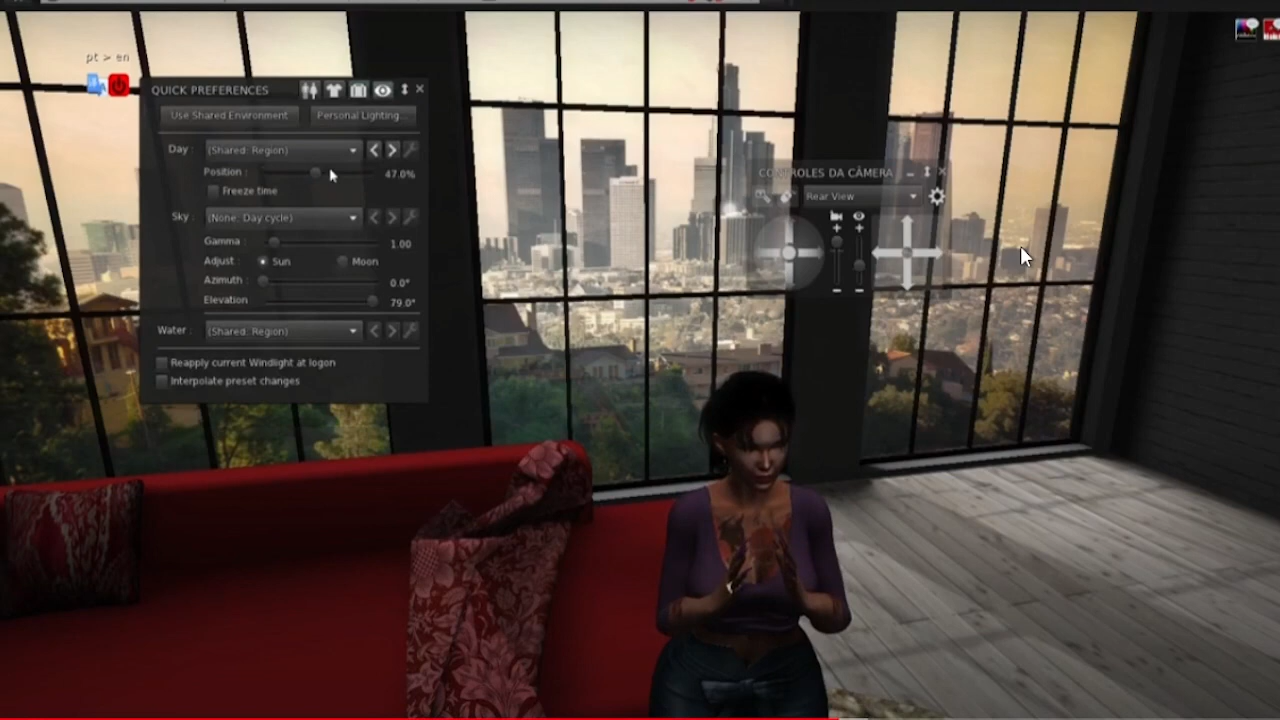 pt > en
QUICK PREFERENCES
Use Shared Environment
Personal Lighting...
Day :
(Shared: Region)
Position :
47.0%
Freeze time
Sky :
(None: Day cycle)
Gamma :
1.00
Adjust :
Sun
Moon
Azimuth :
0.0°
Elevation
79.0°
Water :
(Shared: Region)
Reapply current Windlight at logon
Interpolate preset changes
CONTROLES DA CÂMERA
Rear View